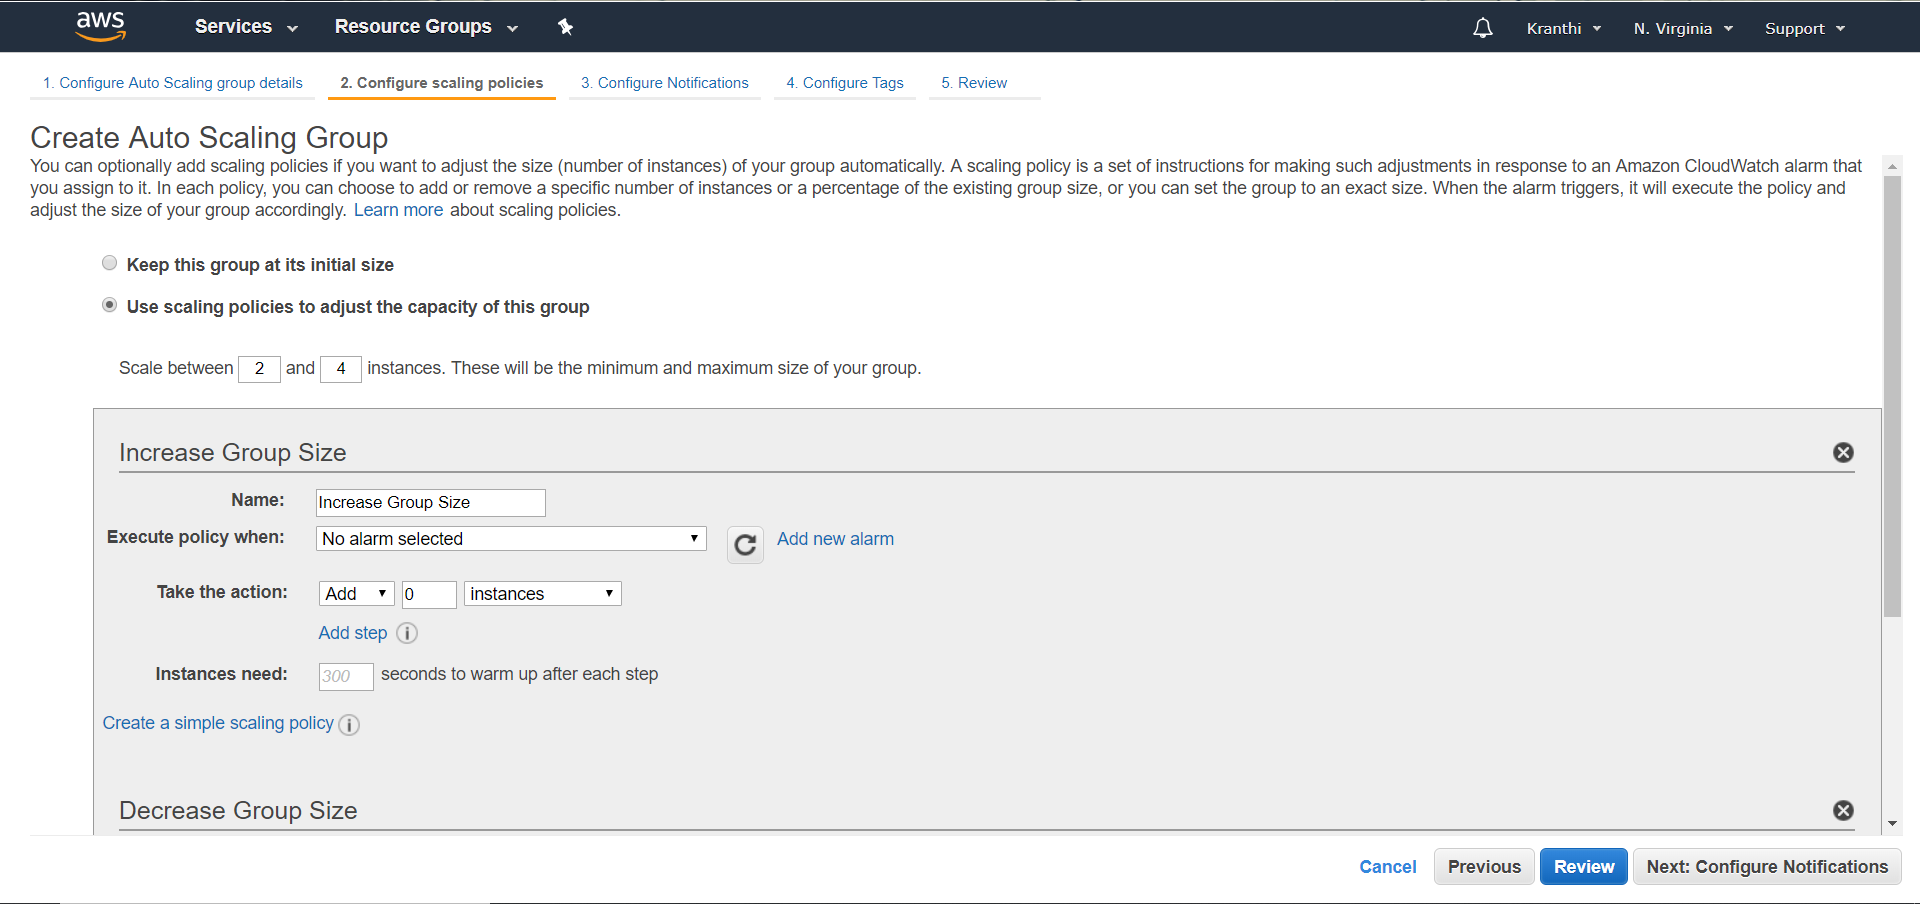 aws Services Resource Groups Kranthi N. Virginia Support
1. Configure Auto Scaling group details 2. Configure scaling policies 3. Configure Notifications 4. Configure Tags 5. Review
Create Auto Scaling Group
You can optionally add scaling policies if you want to adjust the size (number of instances) of your group automatically. A scaling policy is a set of instructions for making such adjustments in response to an Amazon CloudWatch alarm that
you assign to it. In each policy, you can choose to add or remove a specific number of instances or a percentage of the existing group size, or you can set the group to an exact size. When the alarm triggers, it will execute the policy and
adjust the size of your group accordingly. Learn more about scaling policies.
Keep this group at its initial size
Use scaling policies to adjust the capacity of this group
Scale between 2 and 4 instances. These will be the minimum and maximum size of your group.
Increase Group Size
Name: Increase Group Size
Execute policy when: No alarm selected Add new alarm
Take the action: Add 0 instances
Add step i
Instances need: 300 seconds to warm up after each step
Create a simple scaling policy i
Decrease Group Size
Cancel Previous Review Next: Configure Notifications